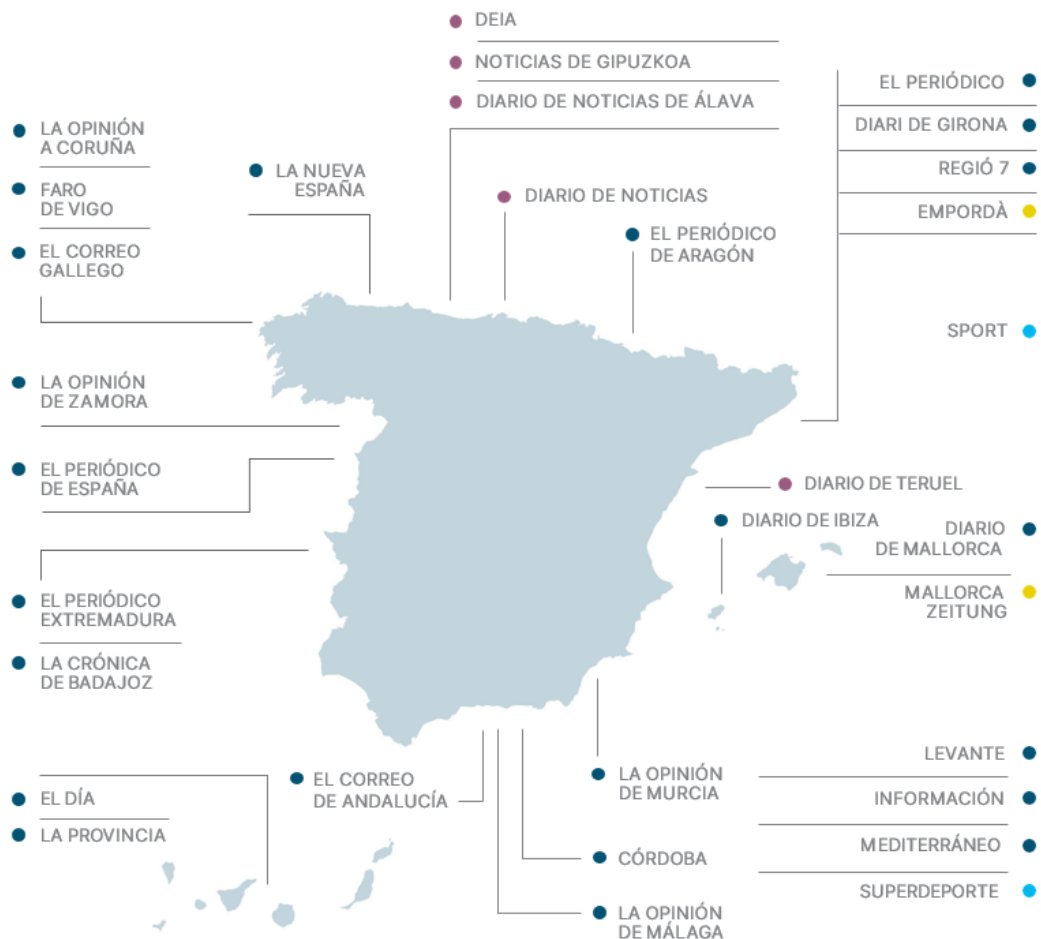 DEIA
NOTICIAS DE GIPUZKOA
DIARIO DE NOTICIAS DE ÁLAVA
EL PERIÓDICO
DIARI DE GIRONA
REGIÓ 7
EMPORDÀ
LA OPINIÓN
A CORUÑA
FARO
DE VIGO
EL CORREO
GALLEGO
LA NUEVA
ESPAÑA
DIARIO DE NOTICIAS
EL PERIÓDICO
DE ARAGÓN
SPORT
LA OPINIÓN
DE ZAMORA
EL PERIÓDICO
DE ESPAÑA
DIARIO DE TERUEL
DIARIO DE IBIZA
DIARIO
DE MALLORCA
MALLORCA
ZEITUNG
EL PERIÓDICO
EXTREMADURA
LA CRÓNICA
DE BADAJOZ
EL DÍA
LA PROVINCIA
EL CORREO
DE ANDALUCÍA
LA OPINIÓN
DE MURCIA
CÓRDOBA
LA OPINIÓN
DE MÁLAGA
LEVANTE
INFORMACIÓN
MEDITERRÁNEO
SUPERDEPORTE